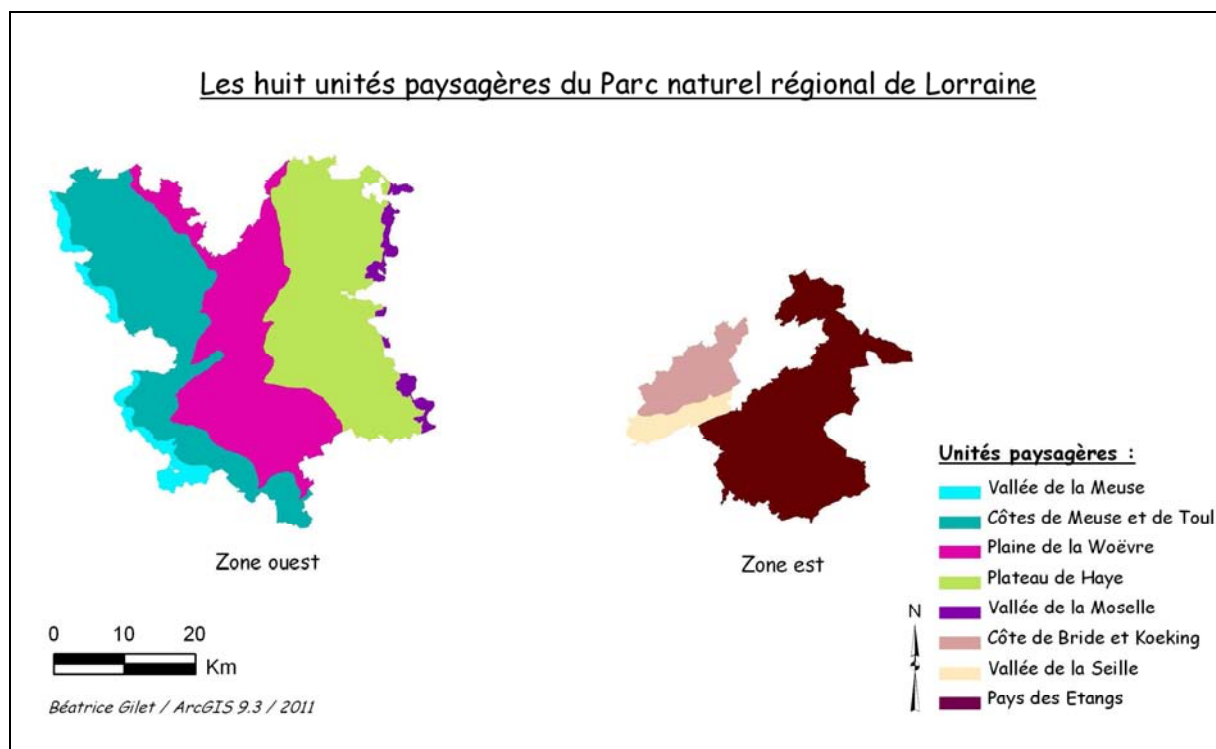 Les huit unités paysagères du Parc naturel régional de Lorraine
Zone ouest
Zone est
Unités paysagères :
Vallée de la Meuse
Côtes de Meuse et de Toul
Plaine de la Woëvre
Plateau de Haye
Vallée de la Moselle
Côte de Bride et Koeking
Vallée de la Seille
Pays des Etangs
N
0 10 20
Km
Béatrice Gilet / ArcGIS 9.3 / 2011